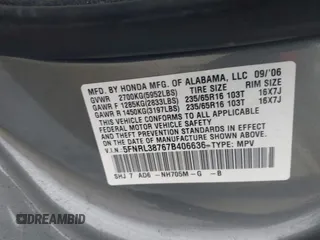 MFD. BY HONDA MFG. OF ALABAMA, LLC 09/'06
GVWR 2700KG(5952LBS) TIRE SIZE RIM SIZE
GAWR F 1285KG(2833LBS) 235/65R16 103T 16X7J
GAWR R 1450KG(3197LBS) 235/65R16 103T 16X7J
THIS VEHICLE CONFORMS TO ALL APPLICABLE FEDERAL
MOTOR VEHICLE SAFETY AND THEFT PREVENTION
STANDARDS IN EFFECT ON THE DATE OF MANUFACTURE
SHOWN ABOVE.
V.I.N.: 5FNRL38767B406636 TYPE: MPV
SHJ 7 A06 -NH705M- G -B